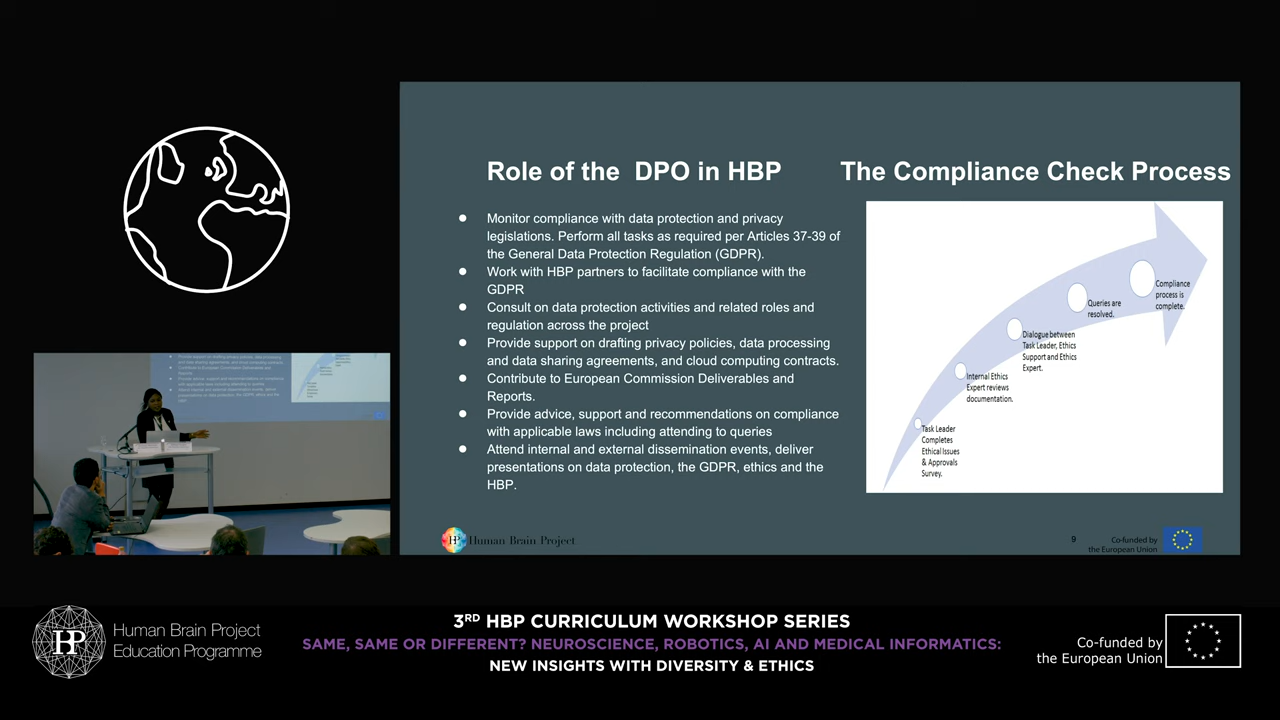 Role of the  DPO in HBP
Monitor compliance with data protection and privacy
legislations. Perform all tasks as required per Articles 37-39 of
the General Data Protection Regulation (GDPR).
Work with HBP partners to facilitate compliance with the
GDPR
Consult on data protection activities and related roles and
regulation across the project
Provide support on drafting privacy policies, data processing
and data sharing agreements, and cloud computing contracts.
Contribute to European Commission Deliverables and
Reports.
Provide advice, support and recommendations on compliance
with applicable laws including attending to queries
Attend internal and external dissemination events, deliver
presentations on data protection, the GDPR, ethics and the
HBP.
The Compliance Check Process
Task Leader
Completes
Ethical Issues
& Approvals
Survey.
Internal Ethics
Expert reviews
documentation.
Dialogue between
Task Leader, Ethics
Support and Ethics
Expert.
Queries are
resolved.
Compliance
process is
complete.
HP Human Brain Project
9
Co-funded by
the European Union
HP
Human Brain Project
Education Programme
3RD HBP CURRICULUM WORKSHOP SERIES
SAME, SAME OR DIFFERENT? NEUROSCIENCE, ROBOTICS, AI AND MEDICAL INFORMATICS:
NEW INSIGHTS WITH DIVERSITY & ETHICS
Co-funded by
the European Union